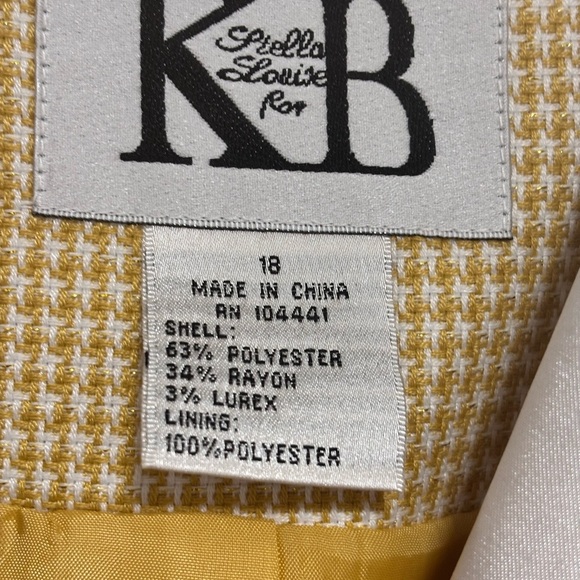 KB
Stella
Louise
For
18
MADE IN CHINA
RN 104441
SHELL:
63% POLYESTER
34% RAYON
3% LUREX
LINING:
100%POLYESTER